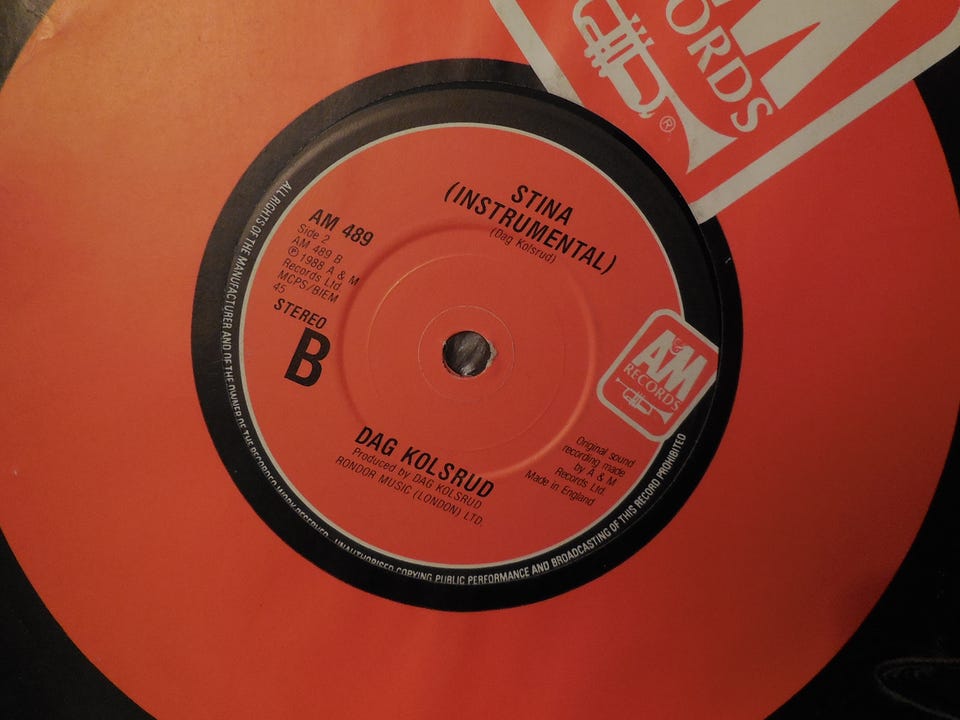 ORDS
®
STINA
(INSTRUMENTAL)
(Dag Kolsrud)
AM 489
Side 2
AM 489 B
℗ 1988 A & M
Records Ltd.
MCPS/BIEM
45
STEREO
B
A&M
RECORDS
DAG KOLSRUD
Produced by DAG KOLSRUD
RONDOR MUSIC (LONDON) LTD.
Original sound
recording made
by A & M
Records Ltd.
Made in England
ALL RIGHTS OF THE MANUFACTURER AND OF THE OWNER OF THE RECORDED WORK RESERVED - UNAUTHORISED COPYING PUBLIC PERFORMANCE AND BROADCASTING OF THIS RECORD PROHIBITED